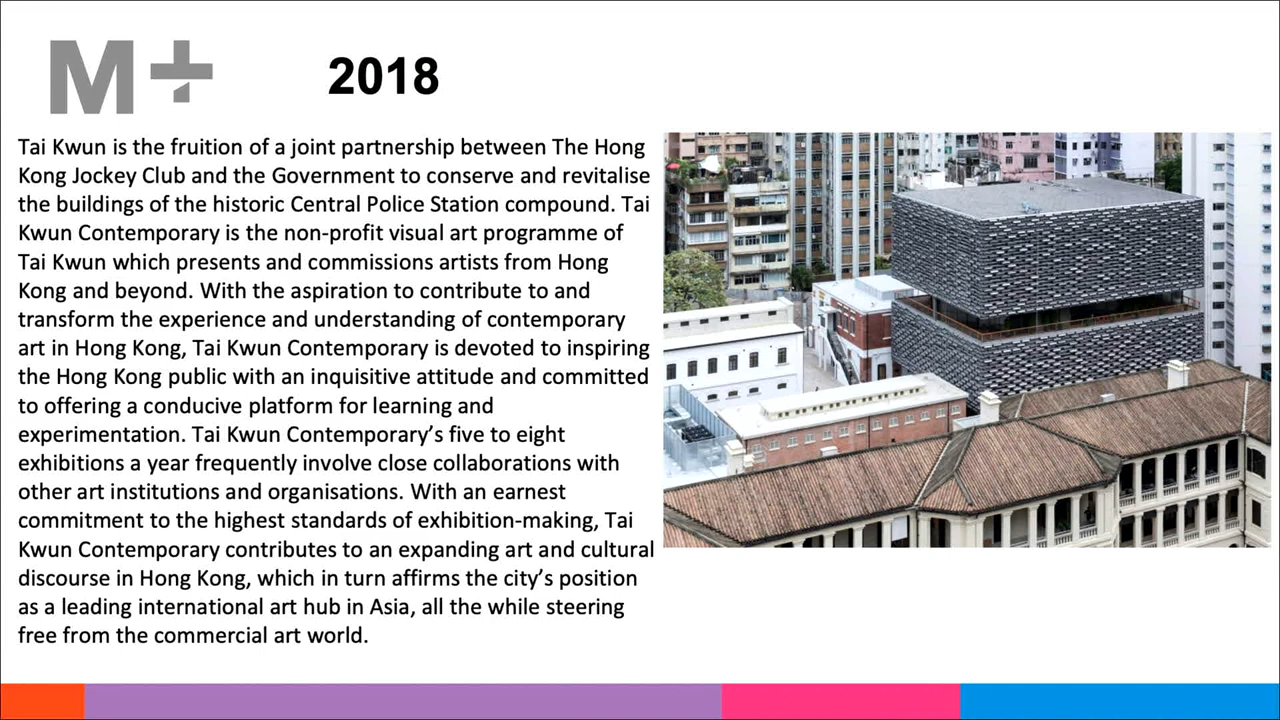 M+
2018
Tai Kwun is the fruition of a joint partnership between The Hong
Kong Jockey Club and the Government to conserve and revitalise
the buildings of the historic Central Police Station compound. Tai
Kwun Contemporary is the non-profit visual art programme of
Tai Kwun which presents and commissions artists from Hong
Kong and beyond. With the aspiration to contribute to and
transform the experience and understanding of contemporary
art in Hong Kong, Tai Kwun Contemporary is devoted to inspiring
the Hong Kong public with an inquisitive attitude and committed
to offering a conducive platform for learning and
experimentation. Tai Kwun Contemporary’s five to eight
exhibitions a year frequently involve close collaborations with
other art institutions and organisations. With an earnest
commitment to the highest standards of exhibition-making, Tai
Kwun Contemporary contributes to an expanding art and cultural
discourse in Hong Kong, which in turn affirms the city’s position
as a leading international art hub in Asia, all the while steering
free from the commercial art world.